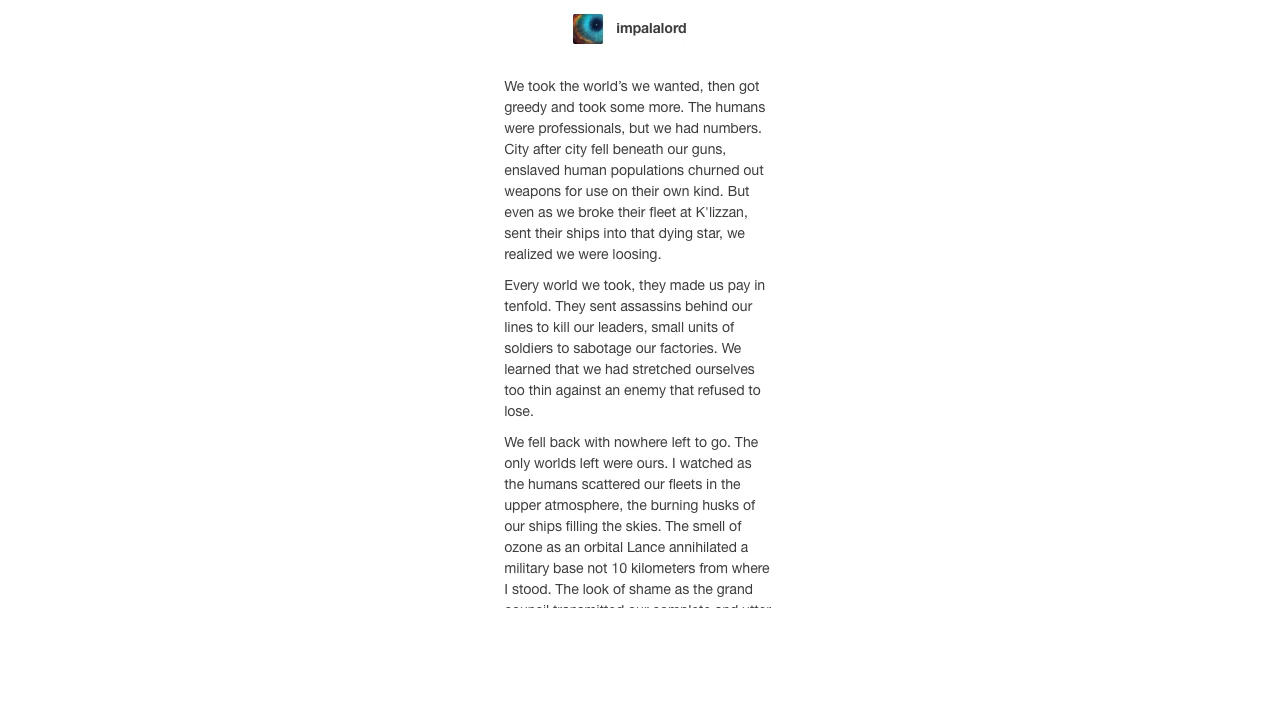 impalalord
We took the world’s we wanted, then got
greedy and took some more. The humans
were professionals, but we had numbers.
City after city fell beneath our guns,
enslaved human populations churned out
weapons for use on their own kind. But
even as we broke their fleet at K'lizzan,
sent their ships into that dying star, we
realized we were loosing.
Every world we took, they made us pay in
tenfold. They sent assassins behind our
lines to kill our leaders, small units of
soldiers to sabotage our factories. We
learned that we had stretched ourselves
too thin against an enemy that refused to
lose.
We fell back with nowhere left to go. The
only worlds left were ours. I watched as
the humans scattered our fleets in the
upper atmosphere, the burning husks of
our ships filling the skies. The smell of
ozone as an orbital Lance annihilated a
military base not 10 kilometers from where
I stood. The look of shame as the grand
council transmitted our complete and utter